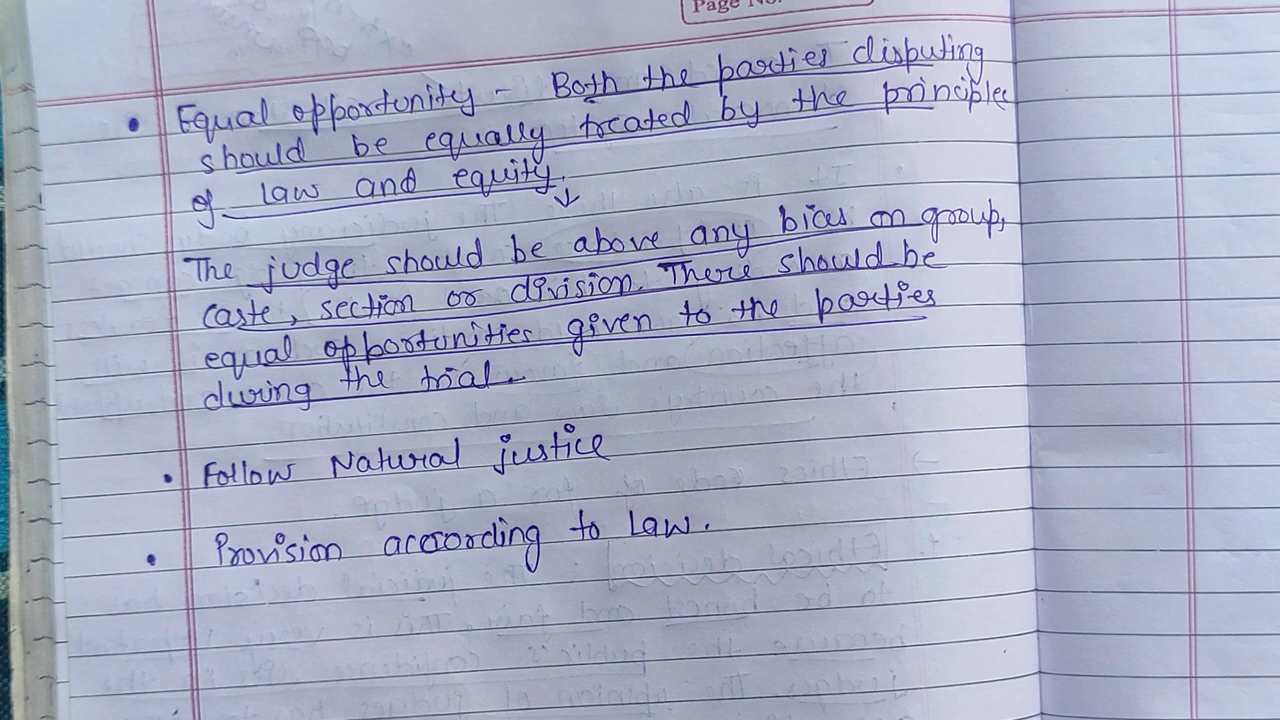 Page No.
• Equal opportunity - Both the parties disputing
should be equally treated by the principles
of law and equity.
↓
The judge should be above any bias on group,
caste, section or division. There should be
equal opportunities given to the parties
during the trial.
• Follow Natural justice
• Provision according to Law.